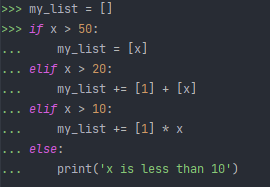 >>> my_list = []
>>> if x > 50:
...     my_list = [x]
... elif x > 20:
...     my_list += [1] + [x]
... elif x > 10:
...     my_list += [1] * x
... else:
...     print('x is less than 10')